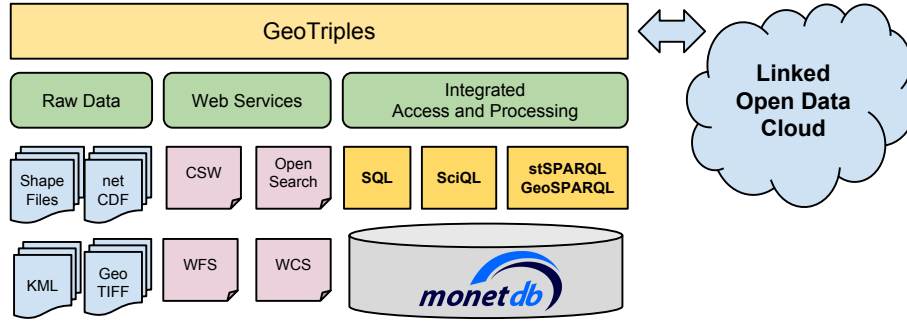 GeoTriples
Linked
Open Data
Cloud
Raw Data
Web Services
Integrated
Access and Processing
Shape
Files
net
CDF
CSW
Open
Search
SQL
SciQL
stSPARQL
GeoSPARQL
KML
Geo
TIFF
WFS
WCS
monetdb